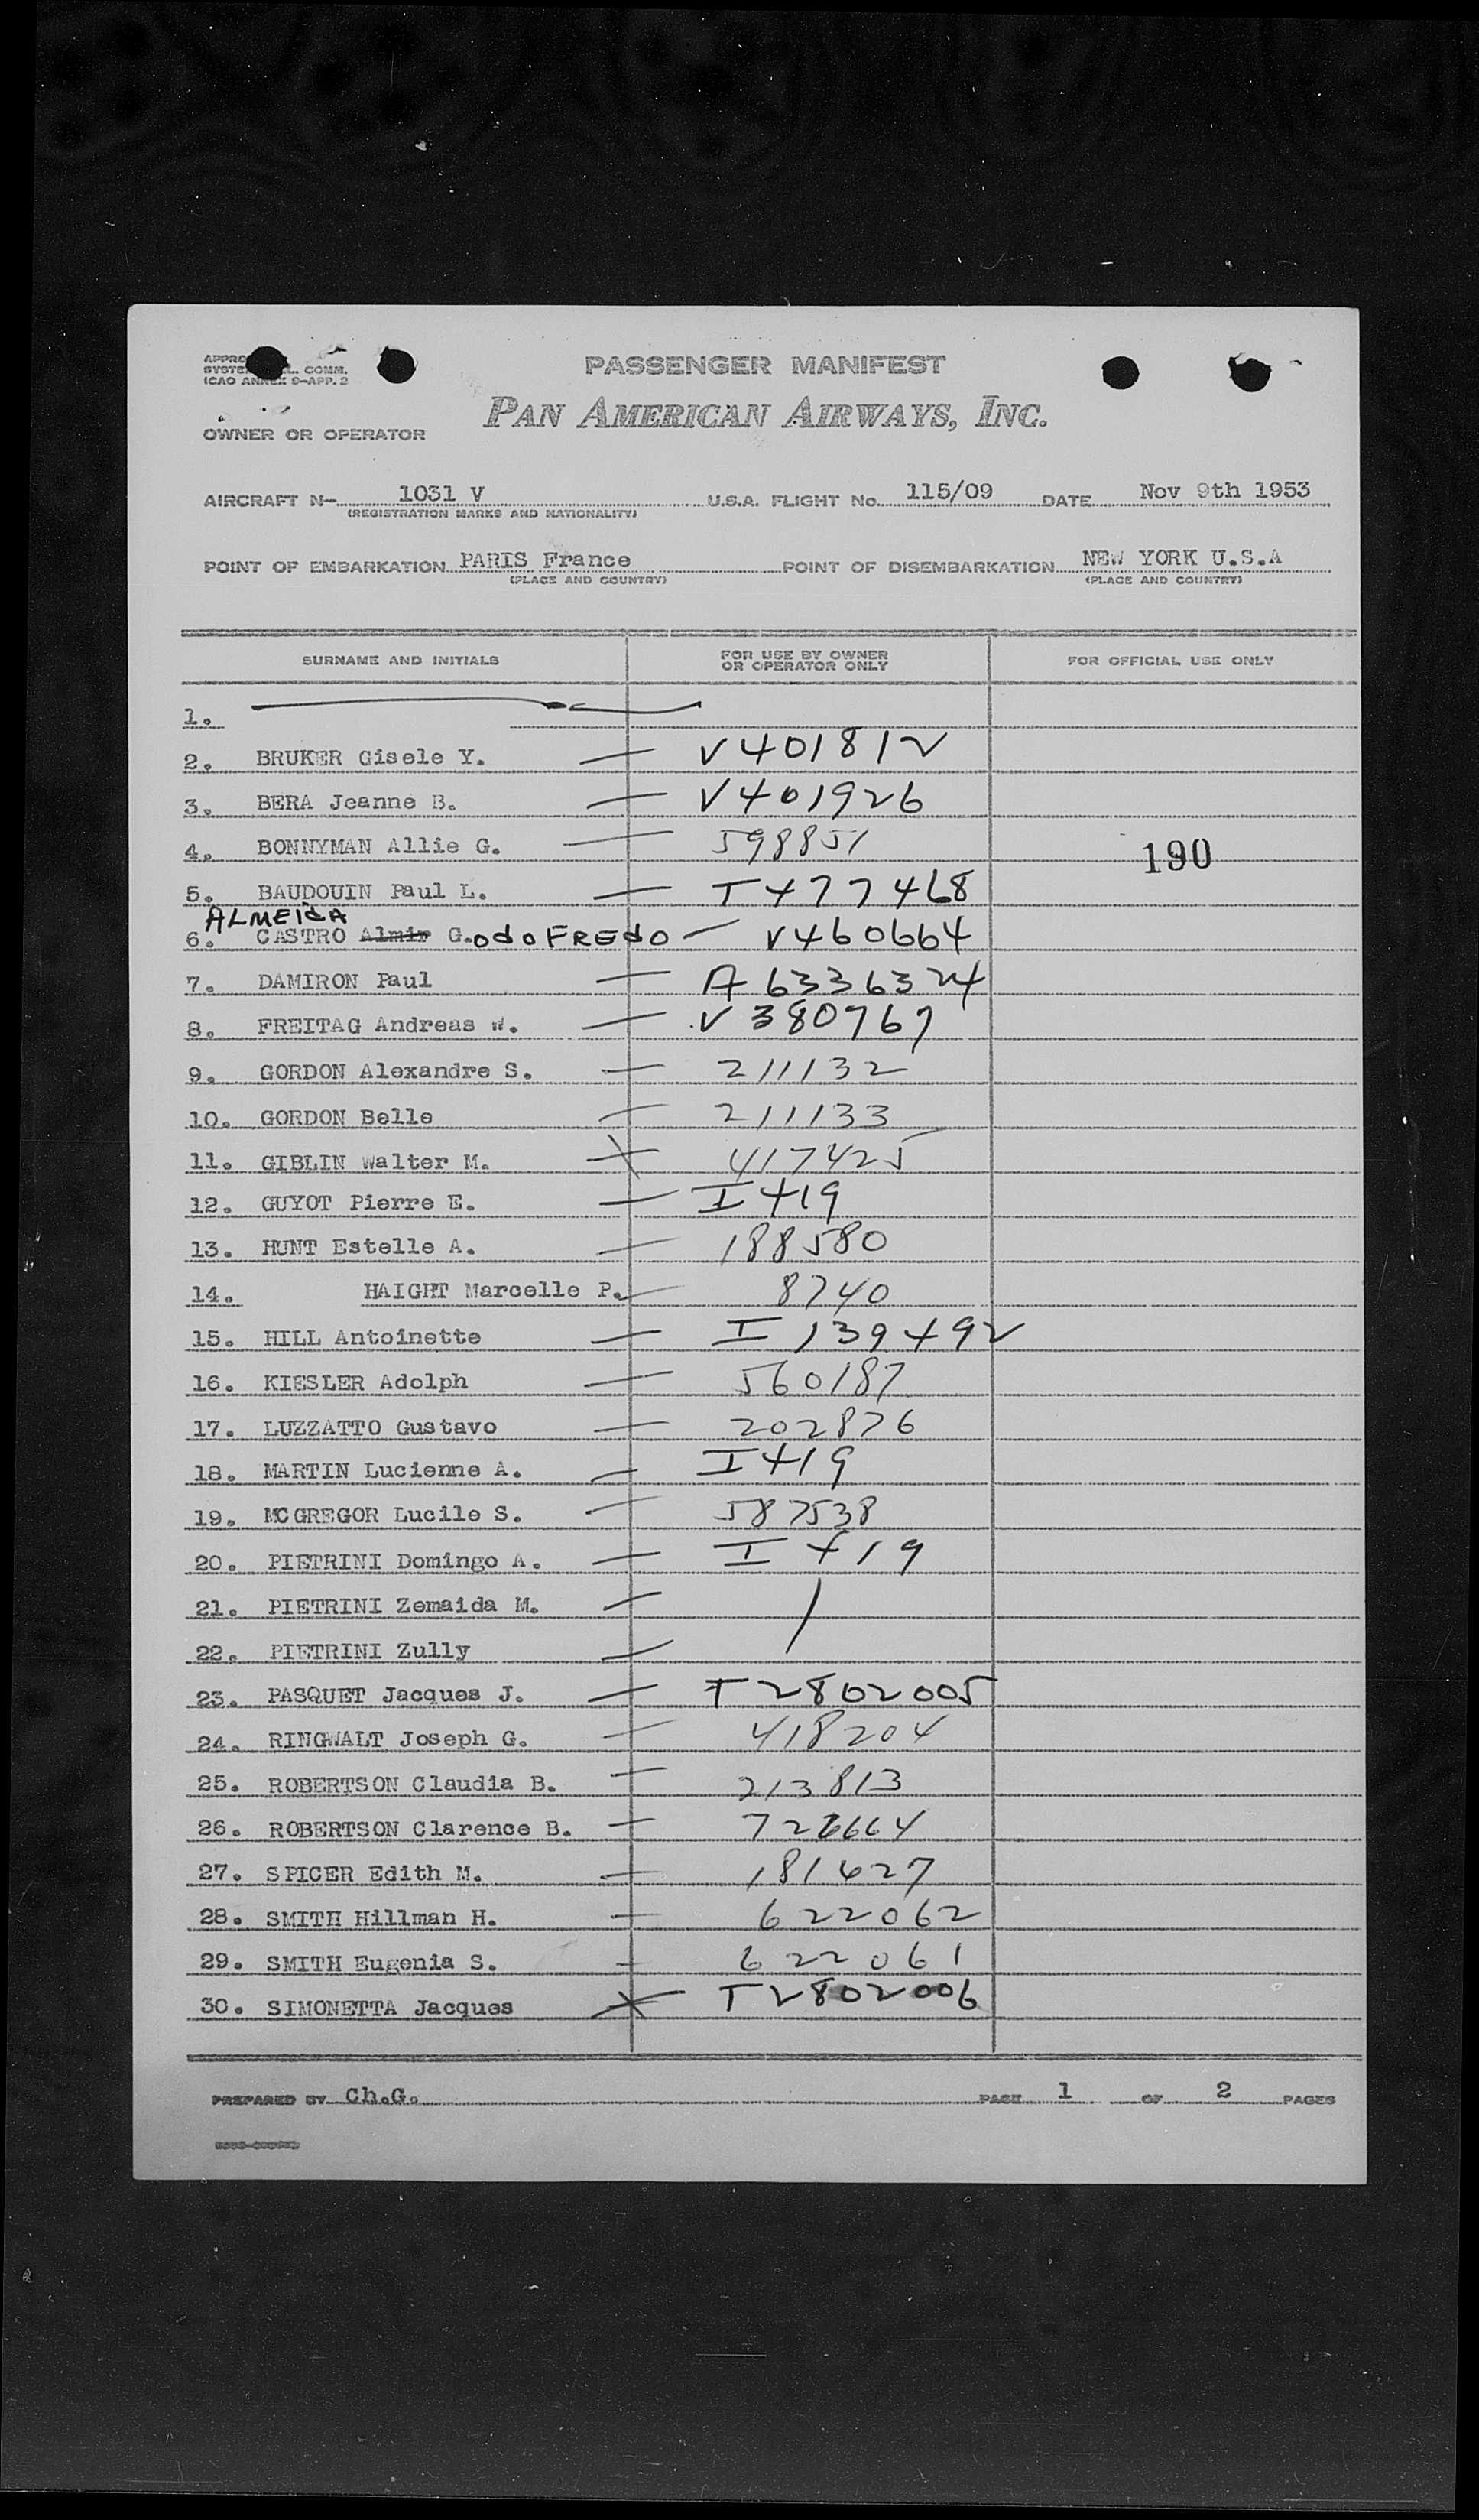 PASSENGER MANIFEST
L. COMM.
ICAO ANNEX 9-APP. 2
PAN AMERICAN AIRWAYS, INC.
OWNER OR OPERATOR
AIRCRAFT N- 1031 V U.S.A. FLIGHT No. 115/09 DATE Nov 9th 1953
(REGISTRATION MARKS AND NATIONALITY)
POINT OF EMBARKATION PARIS France POINT OF DISEMBARKATION NEW YORK U.S.A
(PLACE AND COUNTRY) (PLACE AND COUNTRY)
SURNAME AND INITIALS FOR USE BY OWNER OR OPERATOR ONLY FOR OFFICIAL USE ONLY
1.
2. BRUKER Gisele Y. — V401812
3. BERA Jeanne B. — V401926
4. BONNYMAN Allie G. — 598851 190
5. BAUDOUIN Paul L. — T477468
ALMEIdA
6. CASTRO Almir G.odoFREdO — V460664
7. DAMIRON Paul — A6336324
8. FREITAG Andreas W. — V380767
9. GORDON Alexandre S. — 211132
10. GORDON Belle — 211133
11. GIBLIN Walter M. 417425
12. GUYOT Pierre E. — I419
13. HUNT Estelle A. — 188580
14. HAIGHT Marcelle P. — 8740
15. HILL Antoinette — I139492
16. KIESLER Adolph — 560187
17. LUZZATTO Gustavo — 202876
18. MARTIN Lucienne A. — I419
19. MCGREGOR Lucile S. — 587538
20. PIETRINI Domingo A. — I419
21. PIETRINI Zemaida M. —
22. PIETRINI Zully —
23. PASQUET Jacques J. — T2802005
24. RINGWALT Joseph G. — 418204
25. ROBERTSON Claudia B. — 213813
26. ROBERTSON Clarence B. — 726664
27. SPICER Edith M. — 181627
28. SMITH Hillman H. — 622062
29. SMITH Eugenia S. — 622061
30. SIMONETTA Jacques T2802006
PREPARED BY Ch.G. PAGE 1 OF 2 PAGES